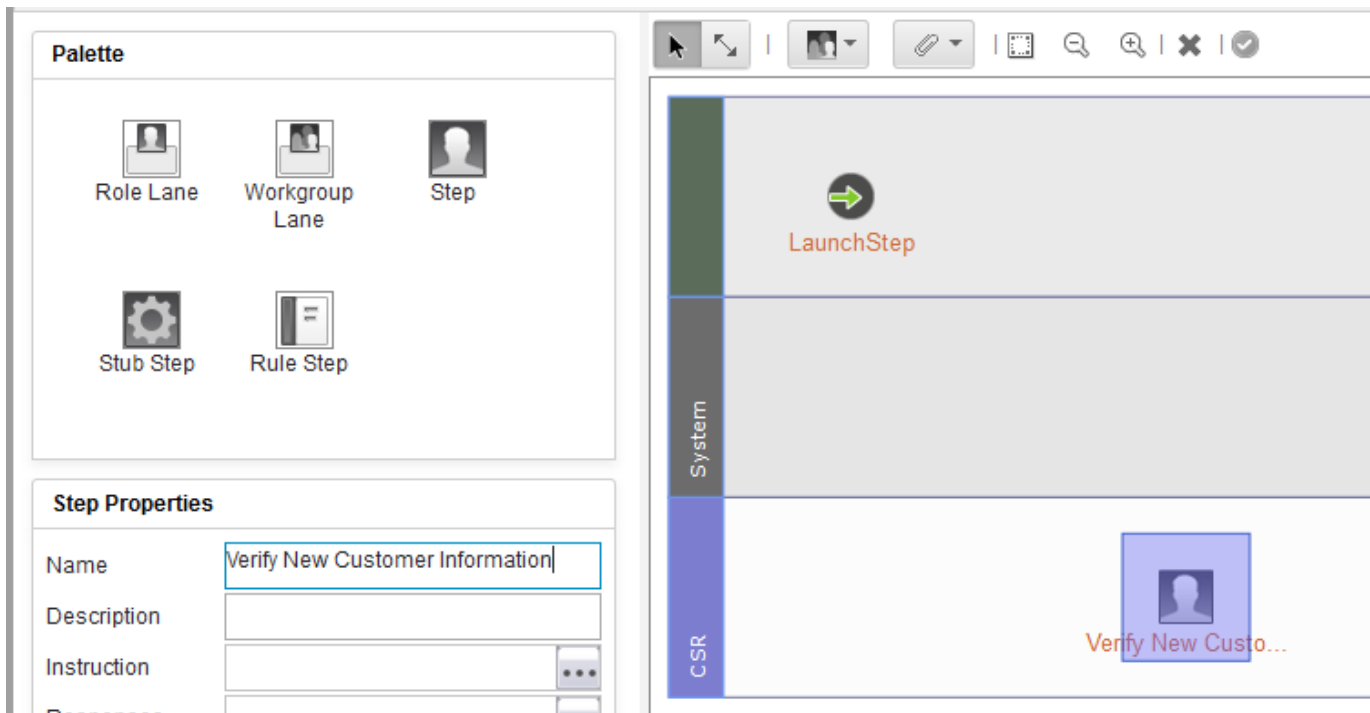 Palette
Role Lane
Workgroup
Lane
Step
Stub Step
Rule Step
Step Properties
Name
Verify New Customer Information
Description
Instruction
LaunchStep
System
CSR
Verify New Custo...